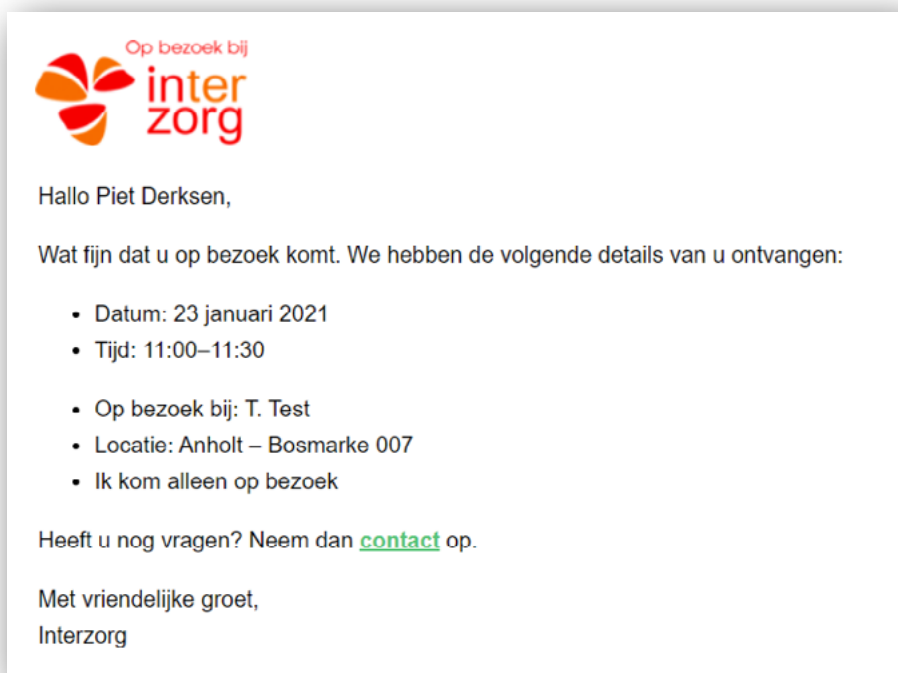 Op bezoek bij
inter
zorg
Hallo Piet Derksen,
Wat fijn dat u op bezoek komt. We hebben de volgende details van u ontvangen:
• Datum: 23 januari 2021
• Tijd: 11:00–11:30
• Op bezoek bij: T. Test
• Locatie: Anholt – Bosmarke 007
• Ik kom alleen op bezoek
Heeft u nog vragen? Neem dan contact op.
Met vriendelijke groet,
Interzorg